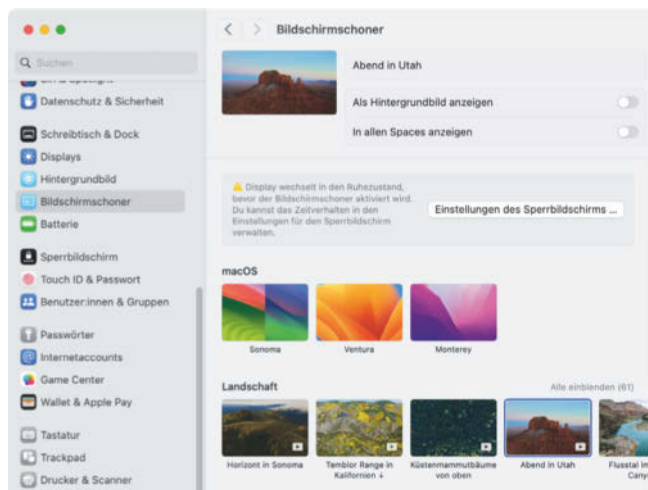 Bildschirmschoner
Suchen
Datenschutz & Sicherheit
Schreibtisch & Dock
Displays
Hintergrundbild
Bildschirmschoner
Batterie
Sperrbildschirm
Touch ID & Passwort
Benutzer:innen & Gruppen
Passwörter
Internetaccounts
Game Center
Wallet & Apple Pay
Tastatur
Trackpad
Drucker & Scanner
Abend in Utah
Als Hintergrundbild anzeigen
In allen Spaces anzeigen
Display wechselt in den Ruhezustand,
bevor der Bildschirmschoner aktiviert wird.
Du kannst das Zeitverhalten in den
Einstellungen für den Sperrbildschirm
verwalten.
Einstellungen des Sperrbildschirms ...
macOS
Sonoma
Ventura
Monterey
Landschaft
Alle einblenden (61)
Horizont in Sonoma
Temblor Range in
Kalifornien ↓
Küstenmammutbäume
von oben
Abend in Utah
Flusstal im
Cany